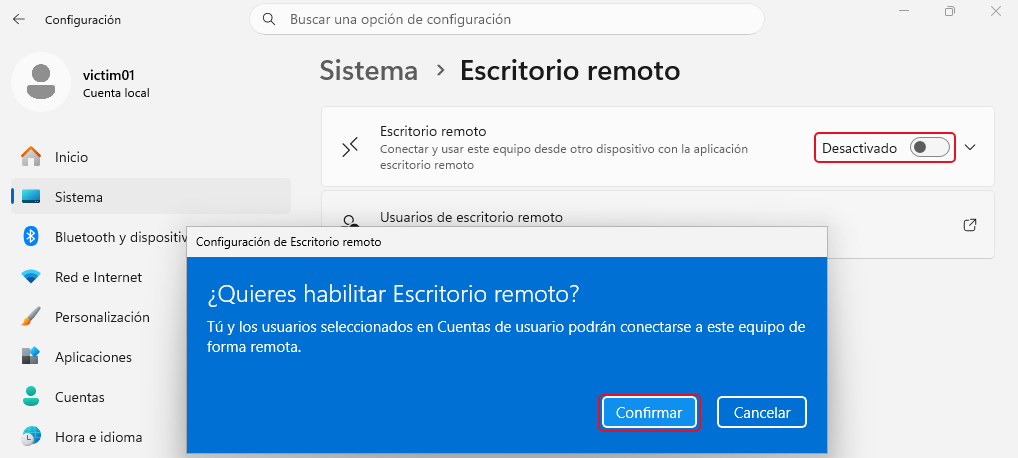 Configuración
Buscar una opción de configuración
victim01
Cuenta local
Sistema > Escritorio remoto
Escritorio remoto
Conectar y usar este equipo desde otro dispositivo con la aplicación
escritorio remoto
Desactivado
Usuarios de escritorio remoto
Inicio
Sistema
Bluetooth y dispositiv
Red e Internet
Personalización
Aplicaciones
Cuentas
Hora e idioma
Configuración de Escritorio remoto
¿Quieres habilitar Escritorio remoto?
Tú y los usuarios seleccionados en Cuentas de usuario podrán conectarse a este equipo de
forma remota.
Confirmar
Cancelar